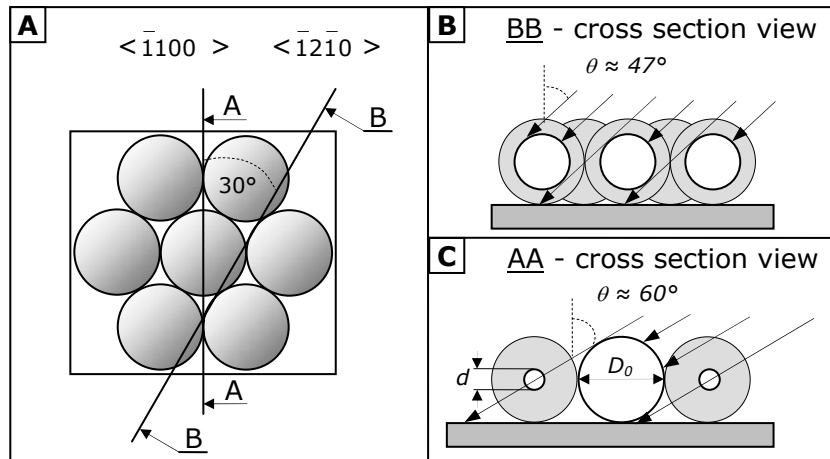 A
< 1̅100 > < 1̅21̅0 >
A
B
30°
A
B
B
BB - cross section view
θ ≈ 47°
C
AA - cross section view
θ ≈ 60°
d
D₀